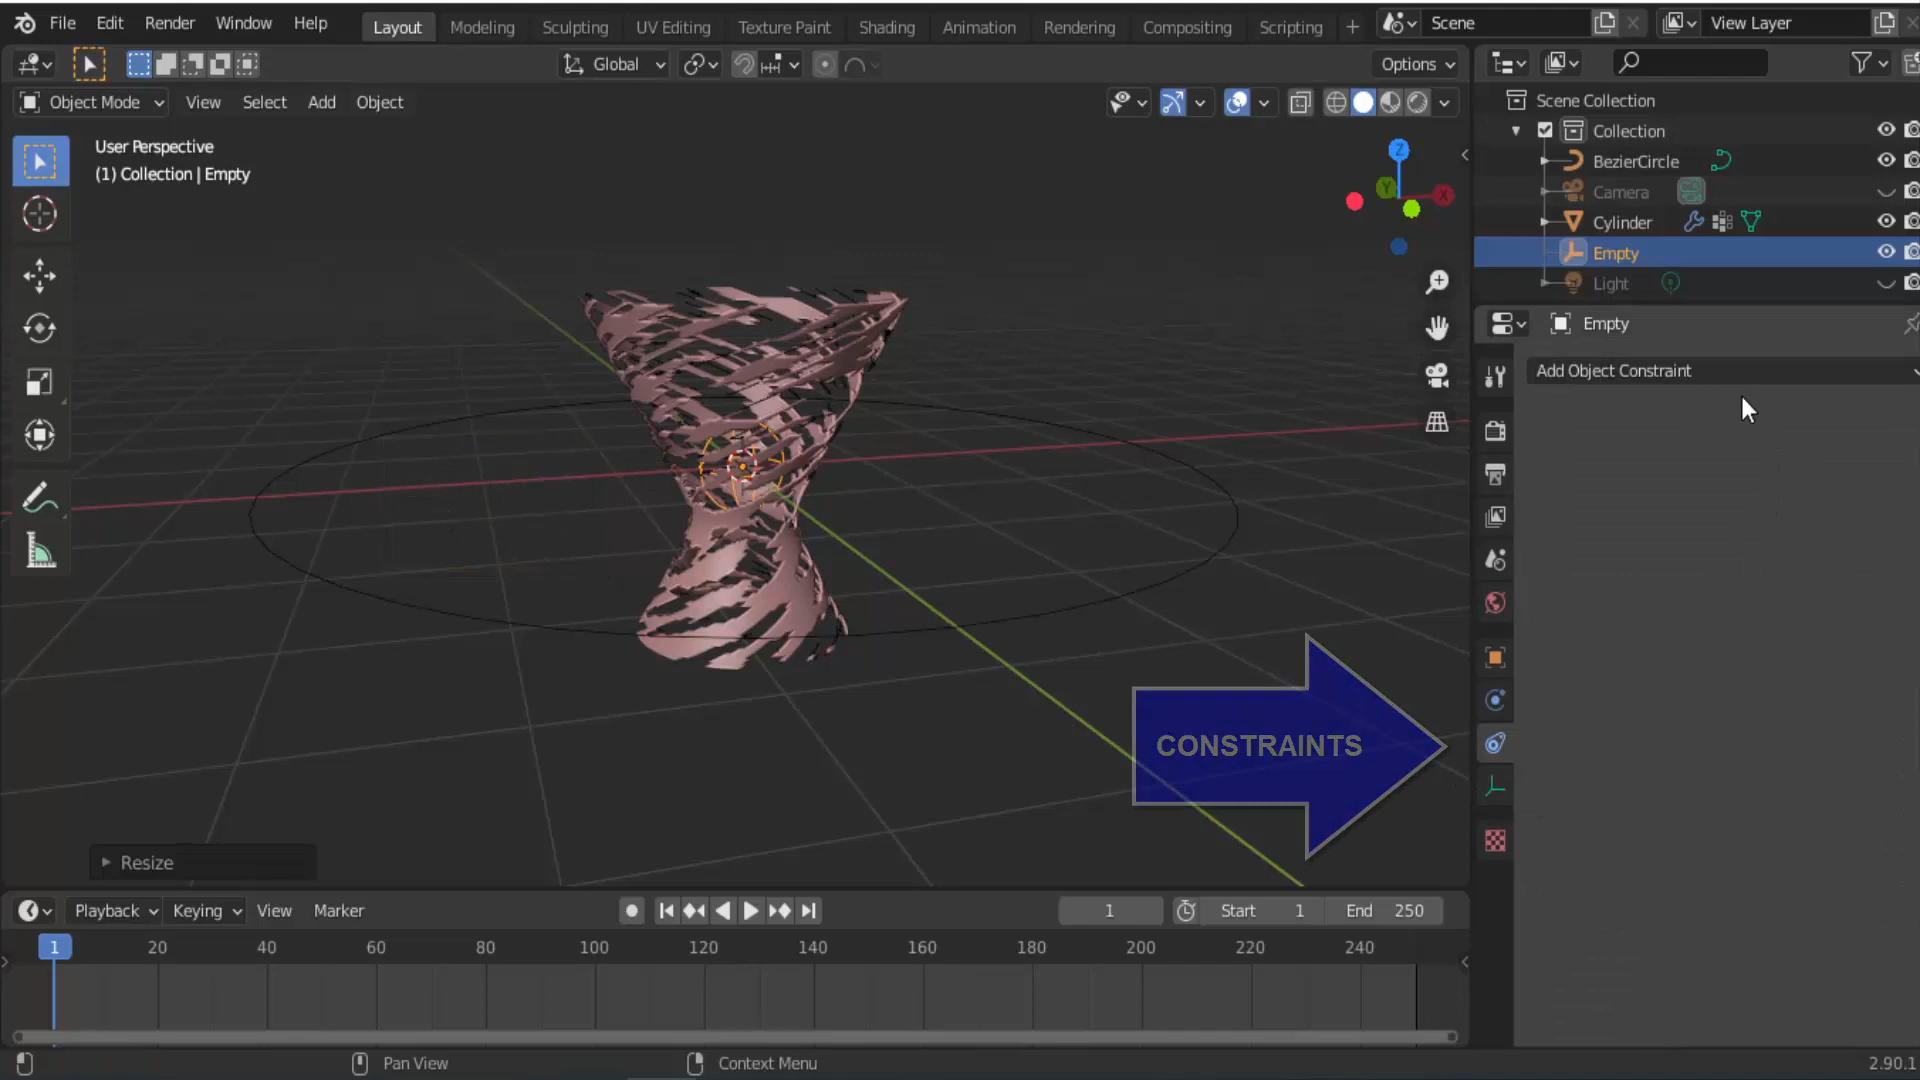 File Edit Render Window Help Layout Modeling Sculpting UV Editing Texture Paint Shading Animation Rendering Compositing Scripting + Scene View Layer
Global Options
Object Mode View Select Add Object
User Perspective
(1) Collection | Empty
Z
Y
X
Scene Collection
Collection
BezierCircle
Camera
Cylinder
Empty
Light
Empty
Add Object Constraint
CONSTRAINTS
Resize
Playback Keying View Marker 1 Start 1 End 250
1 20 40 60 80 100 120 140 160 180 200 220 240
Pan View Context Menu 2.90.1